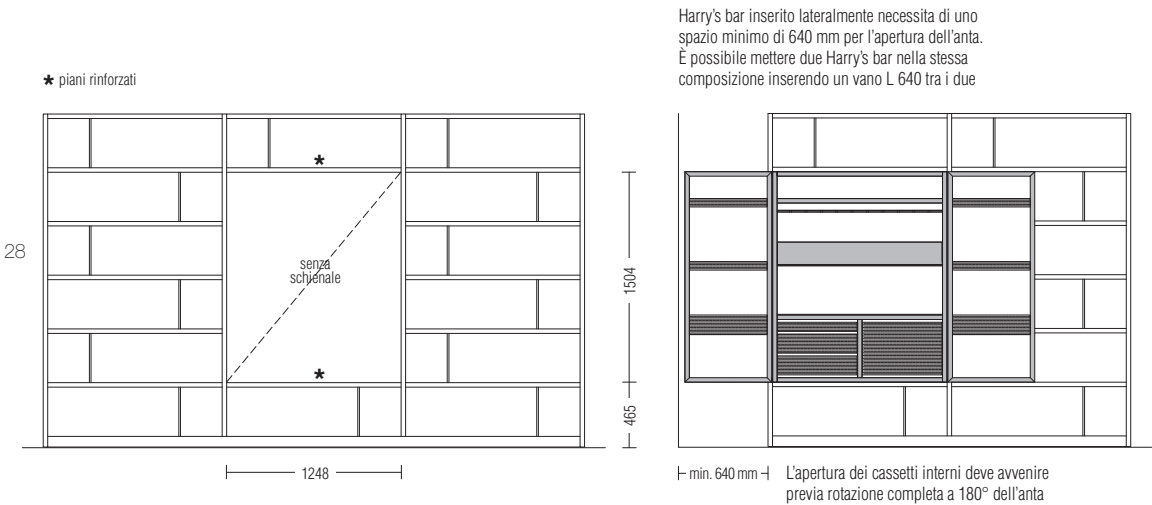 Harry's bar inserito lateralmente necessita di uno
spazio minimo di 640 mm per l'apertura dell'anta.
È possibile mettere due Harry's bar nella stessa
composizione inserendo un vano L 640 tra i due
* piani rinforzati
*
28
senza
schienale
1504
*
465
1248
min. 640 mm
L'apertura dei cassetti interni deve avvenire
previa rotazione completa a 180° dell'anta